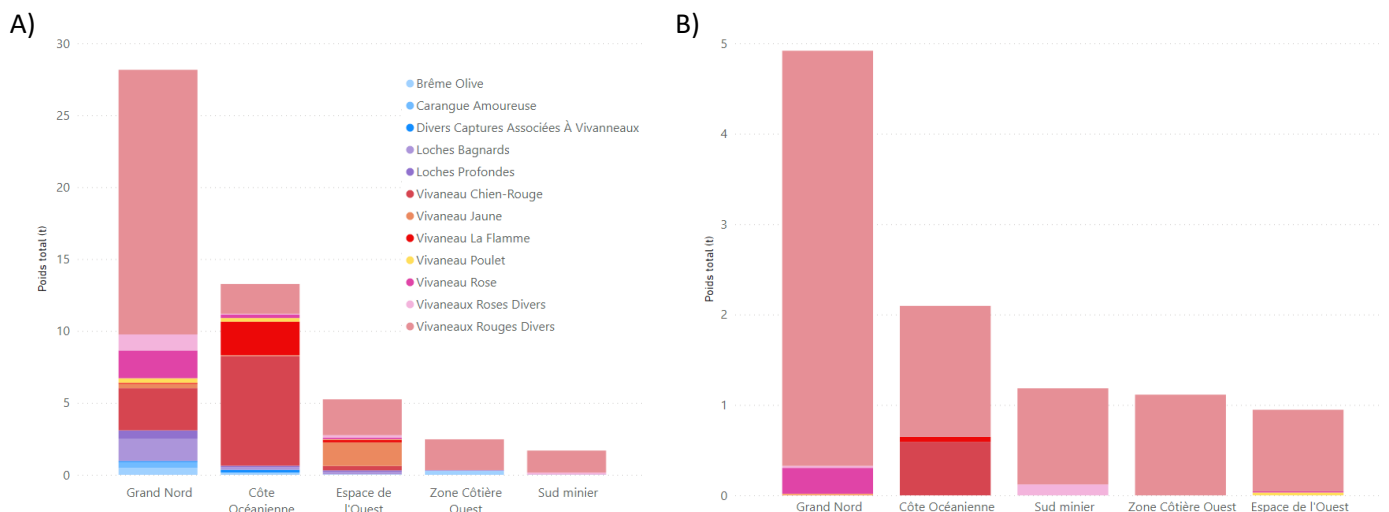 A)
30
25
20
15
10
5
0
Poids total (t)
Brême Olive
Carangue Amoureuse
Divers Captures Associées À Vivanneaux
Loches Bagnards
Loches Profondes
Vivaneau Chien-Rouge
Vivaneau Jaune
Vivaneau La Flamme
Vivaneau Poulet
Vivaneau Rose
Vivaneaux Roses Divers
Vivaneaux Rouges Divers
Grand Nord
Côte
Océanienne
Espace de
l'Ouest
Zone Côtière
Ouest
Sud minier
B)
5
4
3
2
1
0
Poids total (t)
Grand Nord
Côte Océanienne
Sud minier
Zone Côtière Ouest
Espace de l'Ouest